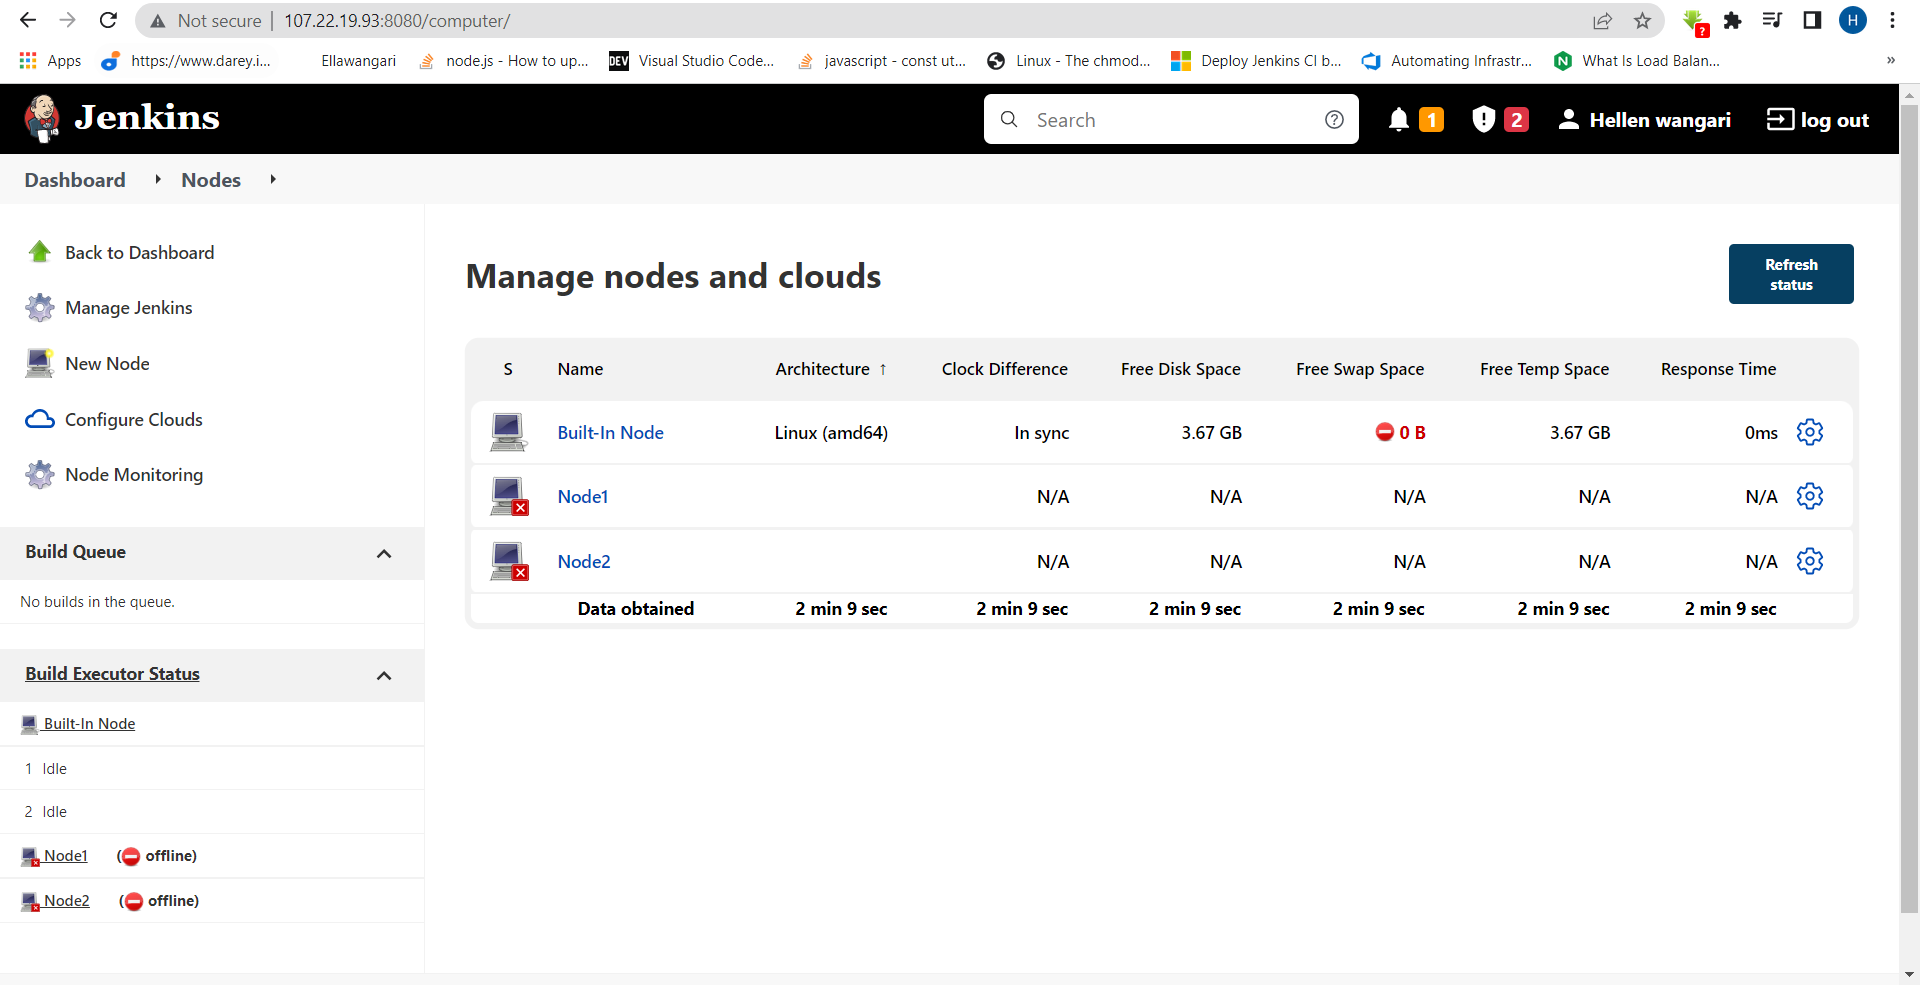 Not secure | 107.22.19.93:8080/computer/
H
?
Apps https://www.darey.i... Ellawangari node.js - How to up... DEV Visual Studio Code... javascript - const ut... Linux - The chmod... Deploy Jenkins CI b... Automating Infrastr... N What Is Load Balan... »
Jenkins
Search
1
2
Hellen wangari
log out
Dashboard
Nodes
Back to Dashboard
Manage Jenkins
New Node
Configure Clouds
Node Monitoring
Build Queue
No builds in the queue.
Build Executor Status
Built-In Node
1 Idle
2 Idle
Node1 (offline)
Node2 (offline)
Manage nodes and clouds
Refresh
status
S Name Architecture ↑ Clock Difference Free Disk Space Free Swap Space Free Temp Space Response Time
Built-In Node Linux (amd64) In sync 3.67 GB 0 B 3.67 GB 0ms
Node1 N/A N/A N/A N/A N/A
Node2 N/A N/A N/A N/A N/A
Data obtained 2 min 9 sec 2 min 9 sec 2 min 9 sec 2 min 9 sec 2 min 9 sec 2 min 9 sec